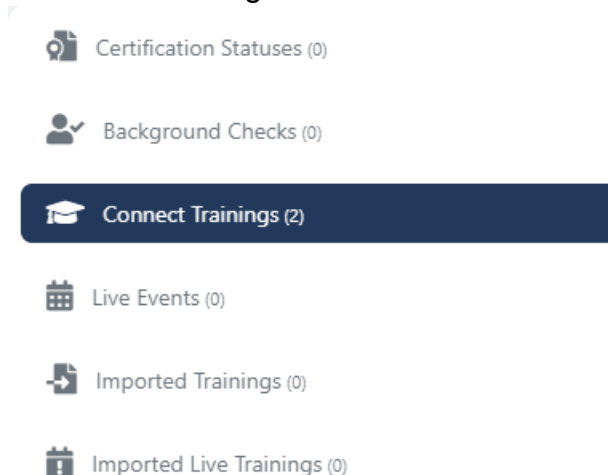 Certification Statuses (0)
Background Checks (0)
Connect Trainings (2)
Live Events (0)
Imported Trainings (0)
Imported Live Trainings (0)